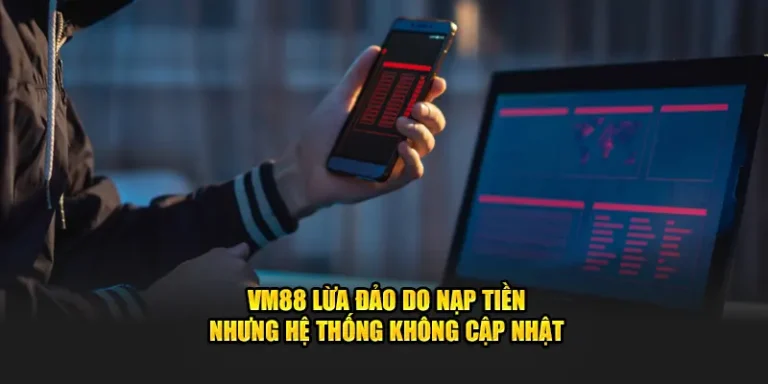 VM88 LỪA ĐẢO DO NẠP TIỀN
NHƯNG HỆ THỐNG KHÔNG CẬP NHẬT